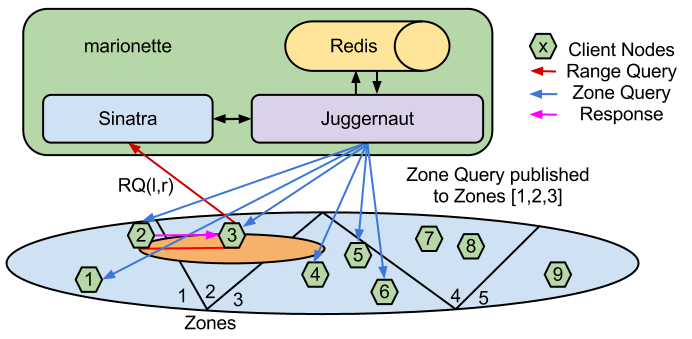 marionette
Redis
Sinatra
Juggernaut
x Client Nodes
Range Query
Zone Query
Response
RQ(l,r)
Zone Query published
to Zones [1,2,3]
2
3
1
4
5
6
7
8
9
1 2 3
4 5
Zones